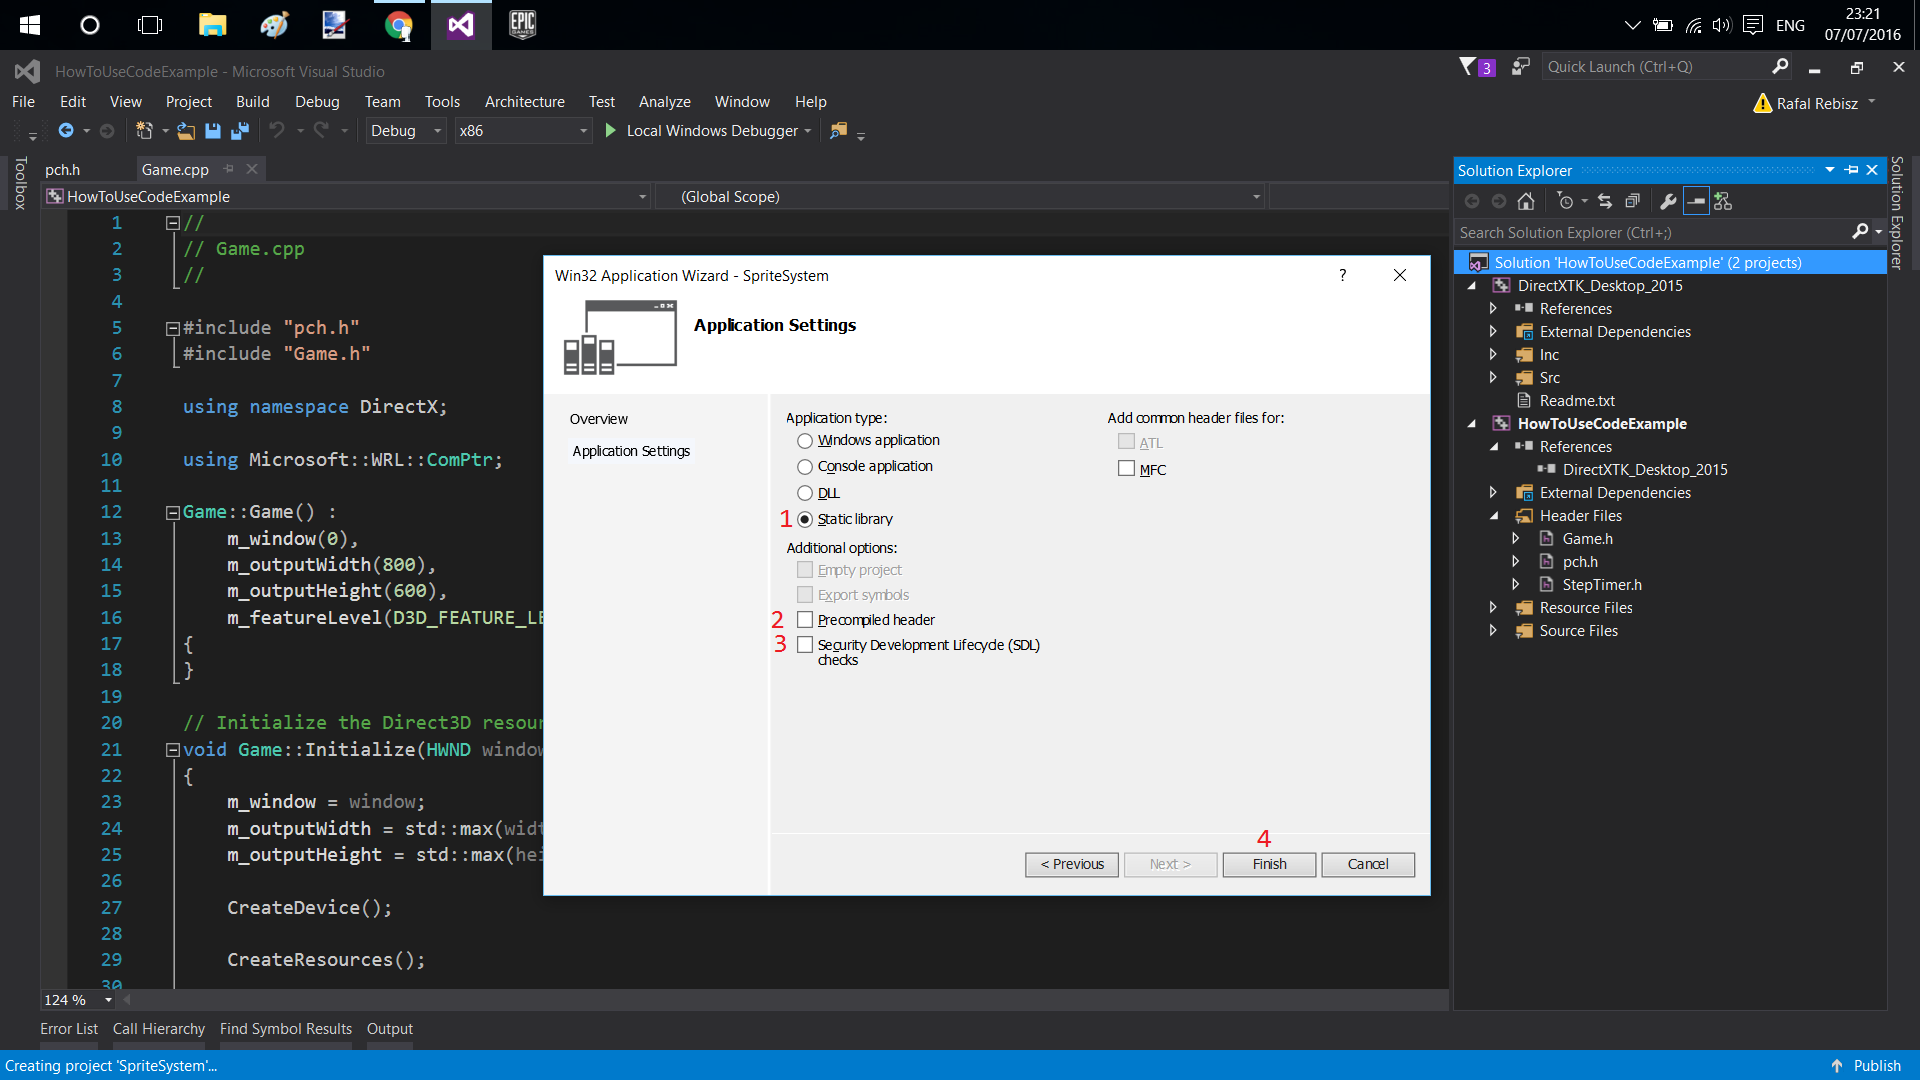 EPIC
GAMES
ENG
23:21
07/07/2016
HowToUseCodeExample - Microsoft Visual Studio
3
Quick Launch (Ctrl+Q)
File Edit View Project Build Debug Team Tools Architecture Test Analyze Window Help
Rafal Rebisz
Debug x86 Local Windows Debugger
Toolbox
pch.h Game.cpp
HowToUseCodeExample (Global Scope)
1 //
2 // Game.cpp
3 //
4
5 #include "pch.h"
6 #include "Game.h"
7
8 using namespace DirectX;
9
10 using Microsoft::WRL::ComPtr;
11
12 Game::Game() :
13 m_window(0),
14 m_outputWidth(800),
15 m_outputHeight(600),
16 m_featureLevel(D3D_FEATURE_LE
17 {
18 }
19
20 // Initialize the Direct3D resour
21 void Game::Initialize(HWND window
22 {
23 m_window = window;
24 m_outputWidth = std::max(widt
25 m_outputHeight = std::max(hei
26
27 CreateDevice();
28
29 CreateResources();
30
124 %
Win32 Application Wizard - SpriteSystem
?
Application Settings
Overview
Application Settings
Application type:
Windows application
Console application
DLL
1 Static library
Additional options:
Empty project
Export symbols
2 Precompiled header
3 Security Development Lifecycle (SDL)
checks
Add common header files for:
ATL
MFC
4
< Previous Next > Finish Cancel
Solution Explorer
Search Solution Explorer (Ctrl+;)
Solution 'HowToUseCodeExample' (2 projects)
DirectXTK_Desktop_2015
References
External Dependencies
Inc
Src
Readme.txt
HowToUseCodeExample
References
DirectXTK_Desktop_2015
External Dependencies
Header Files
Game.h
pch.h
StepTimer.h
Resource Files
Source Files
Solution Explorer
Error List Call Hierarchy Find Symbol Results Output
Creating project 'SpriteSystem'...
Publish